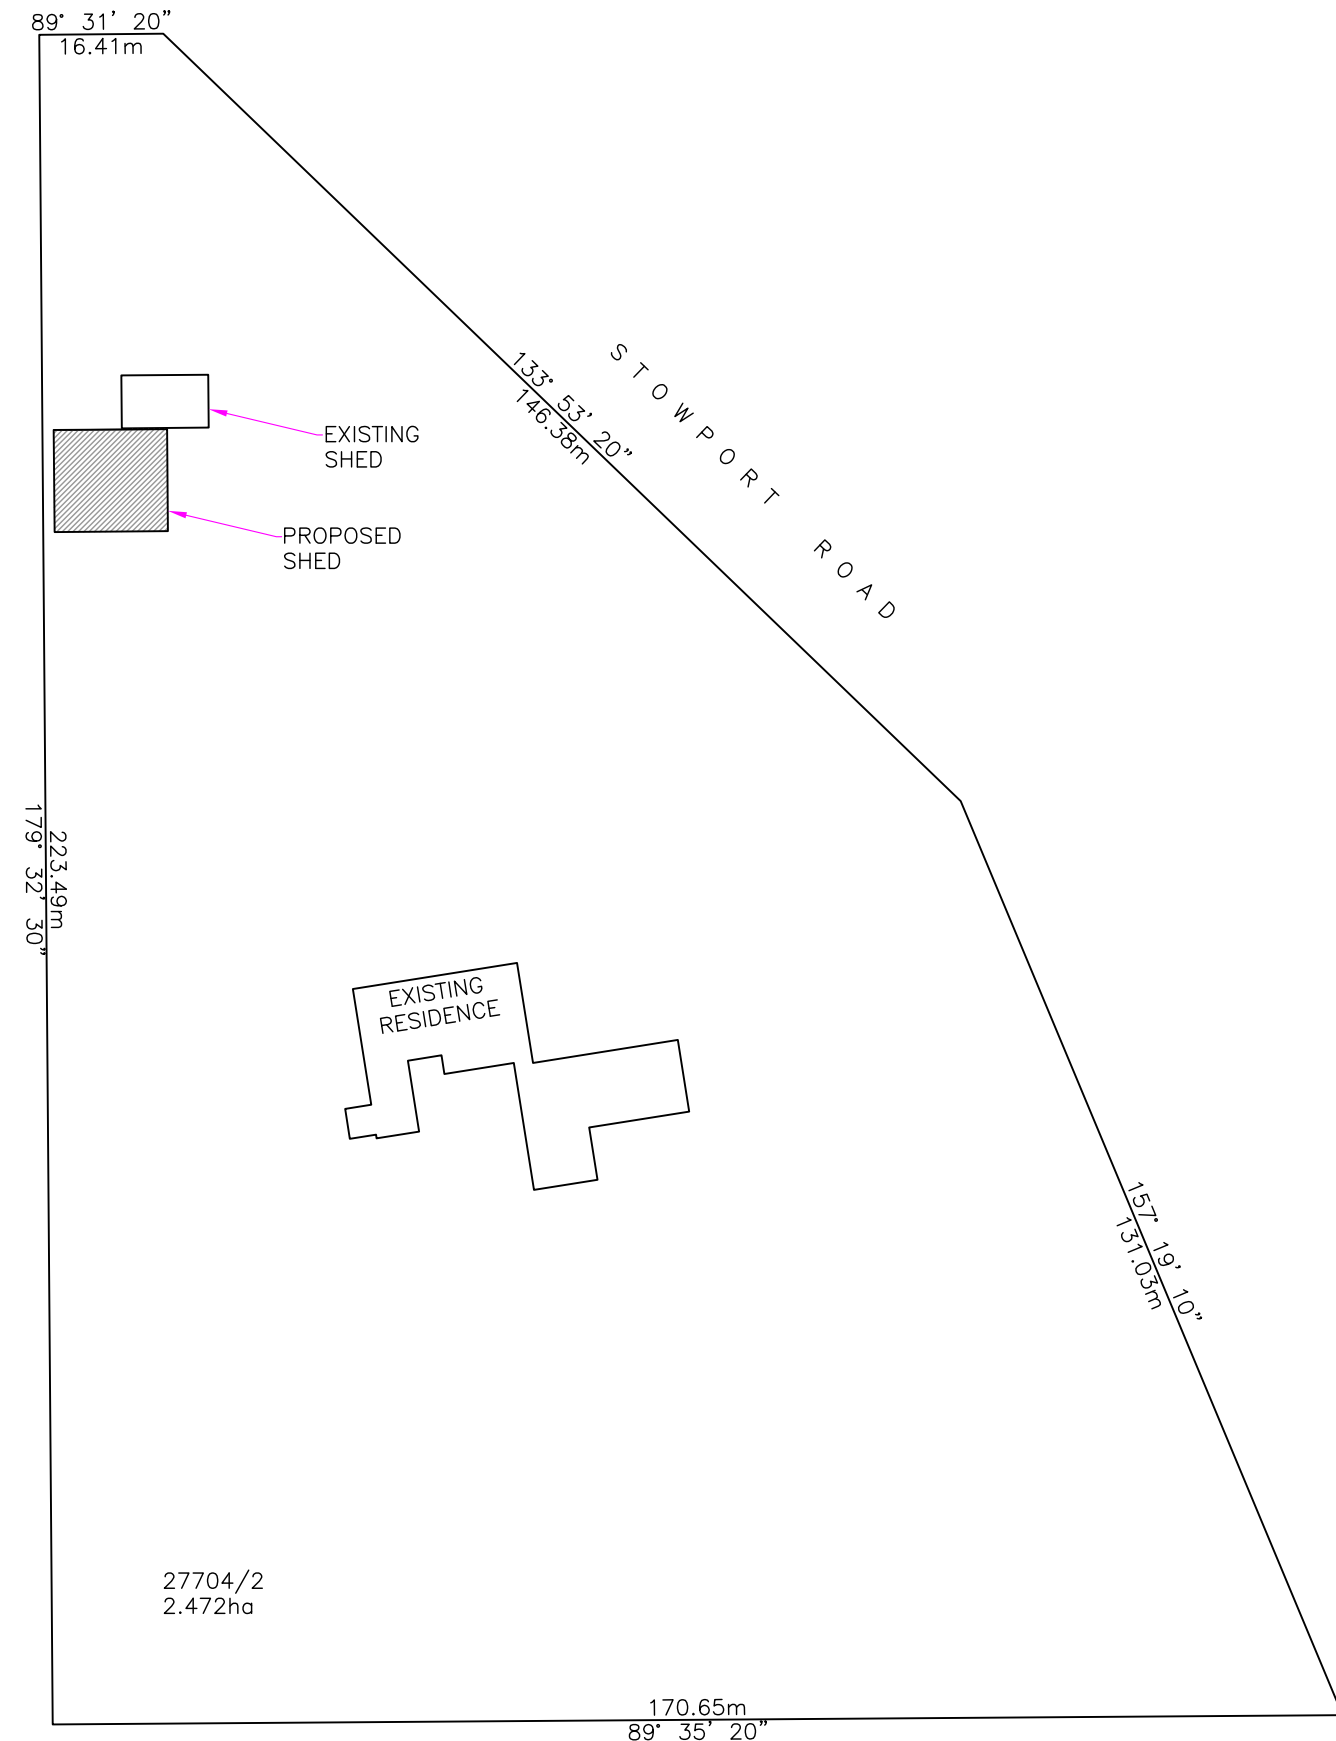 89° 31' 20"
16.41m
133° 53' 20"
146.38m
STOWPORT ROAD
EXISTING
SHED
PROPOSED
SHED
223.49m
179° 32' 30"
EXISTING
RESIDENCE
157° 19' 10"
131.03m
27704/2
2.472ha
170.65m
89° 35' 20"